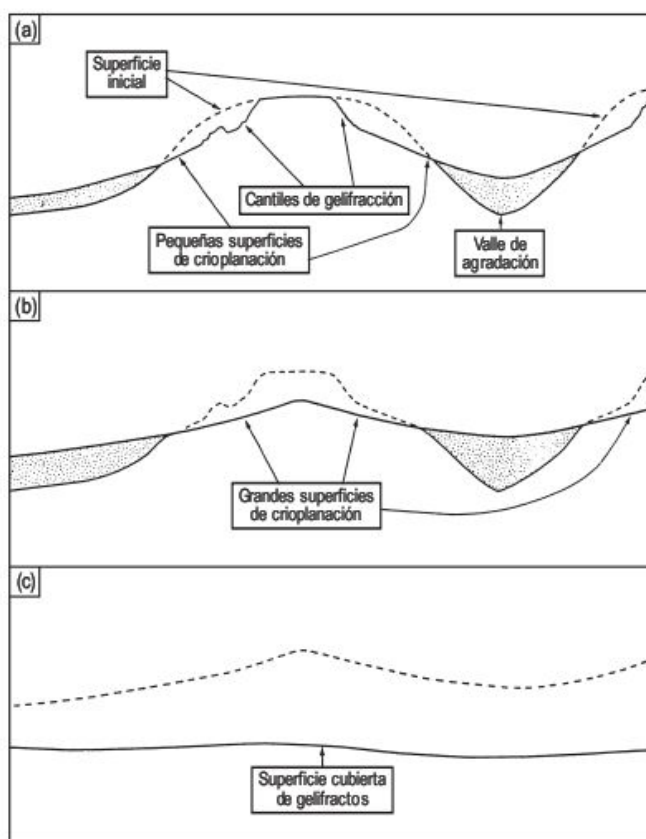 (a)
Superficie
inicial
Cantiles de gelifracción
Pequeñas superficies
de crioplanación
Valle de
agradación
(b)
Grandes superficies
de crioplanación
(c)
Superficie cubierta
de gelifractos